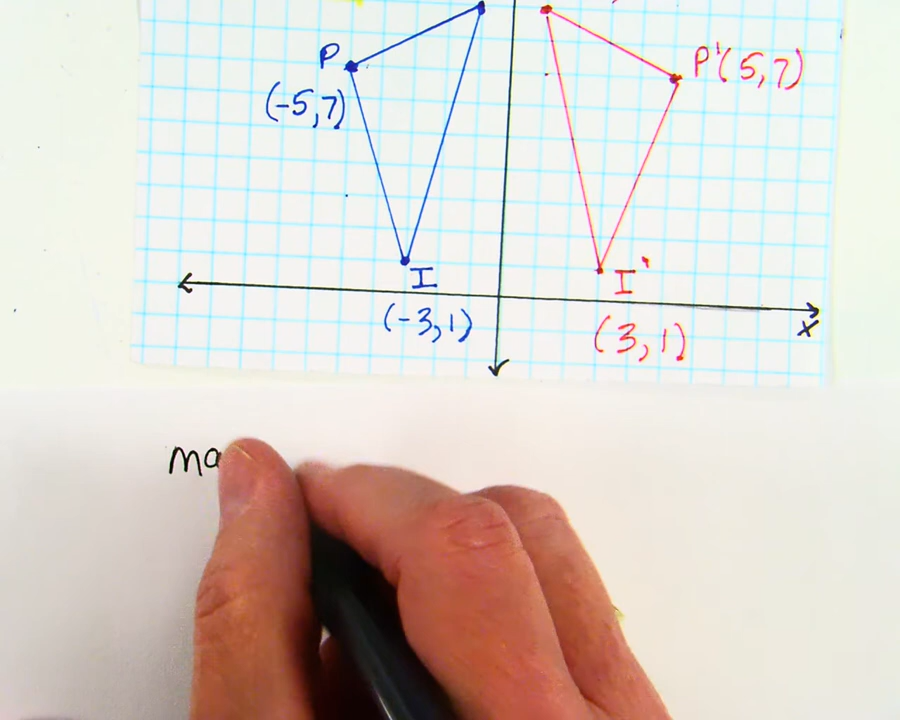 P
P'(5,7)
(-5,7)
I
I'
(-3,1)
(3,1)
x
ma